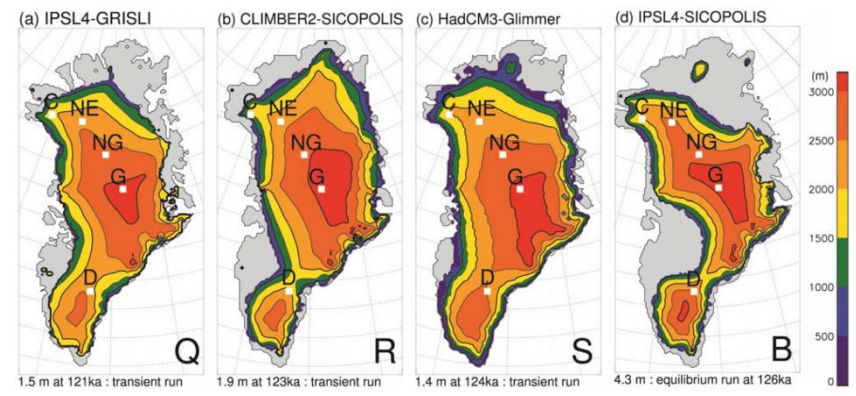 (a) IPSL4-GRISLI
(b) CLIMBER2-SICOPOLIS
(c) HadCM3-Glimmer
(d) IPSL4-SICOPOLIS
C
NE
NG
G
D
Q
1.5 m at 121ka : transient run
C
NE
NG
G
D
R
1.9 m at 123ka : transient run
C
NE
NG
G
D
S
1.4 m at 124ka : transient run
C
NE
NG
G
D
B
4.3 m : equilibrium run at 126ka
(m)
3000
2500
2000
1500
1000
500
0